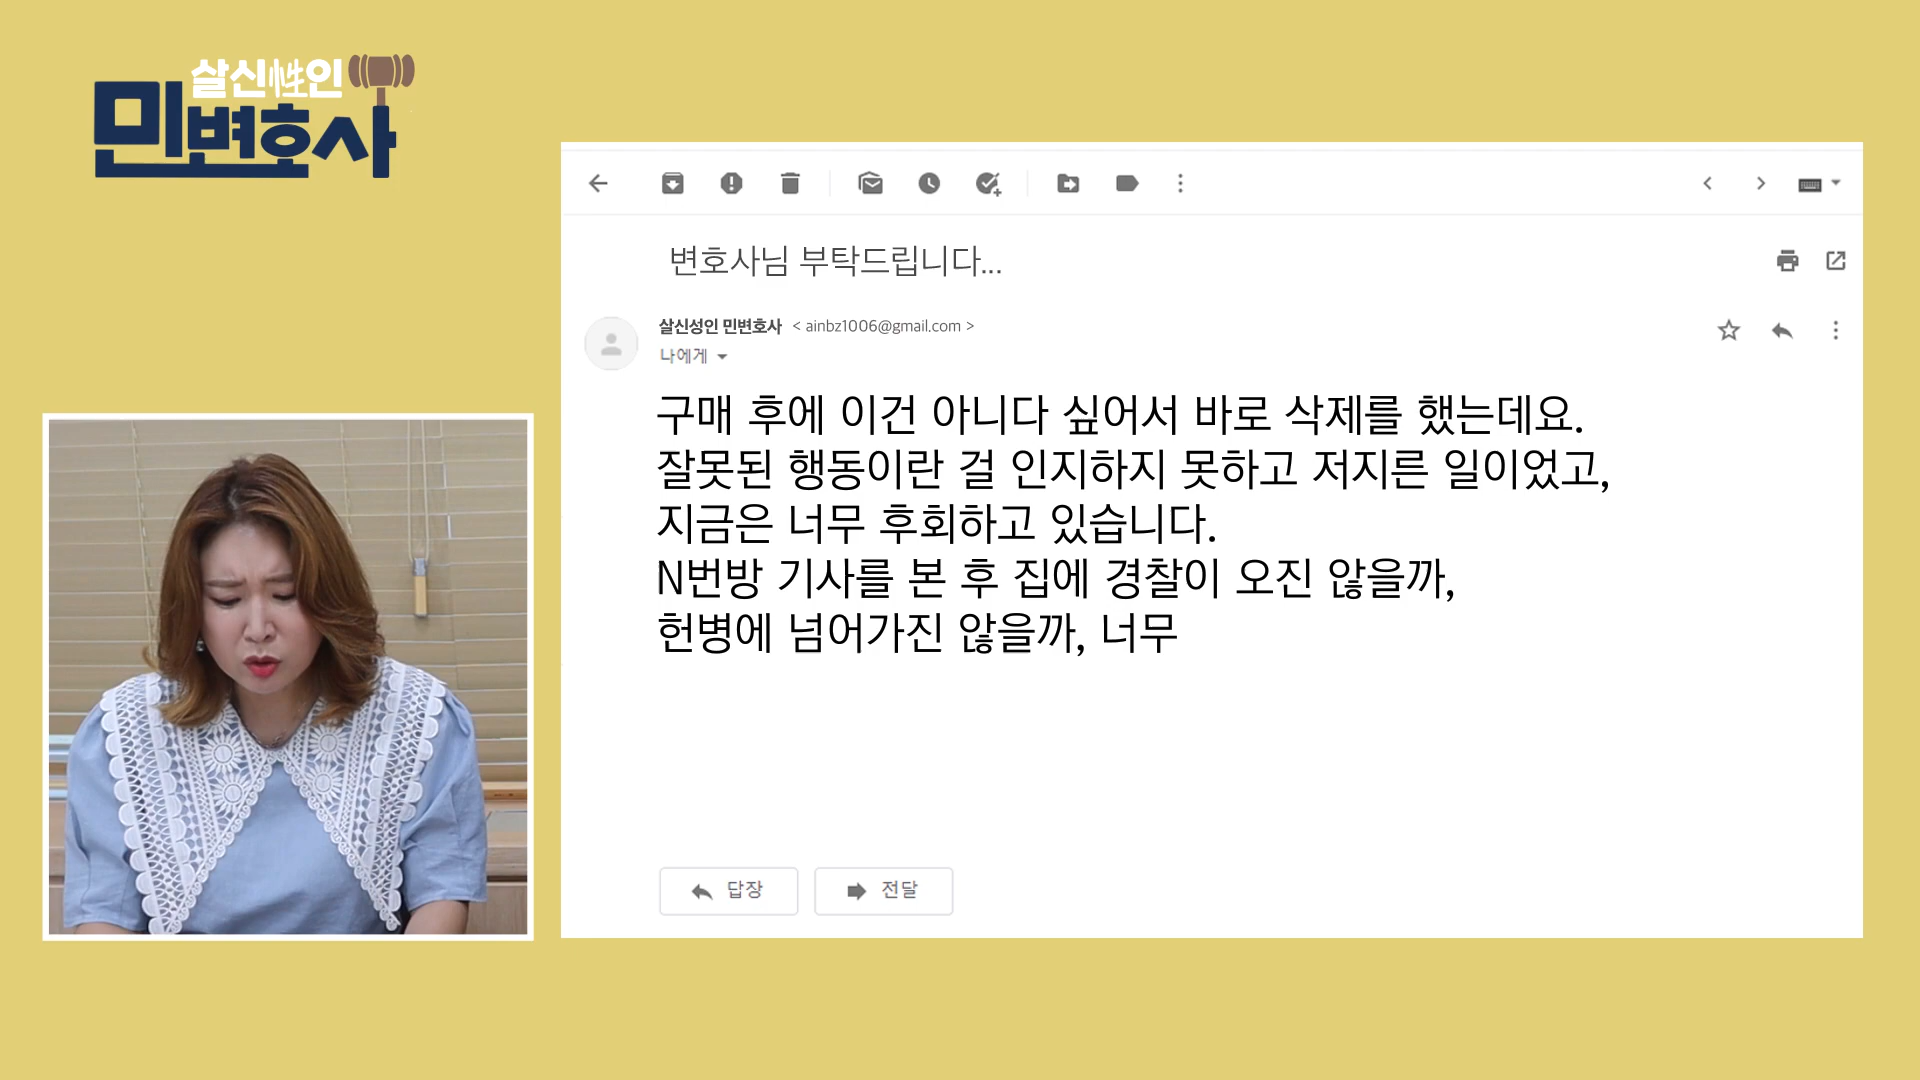 살신性인
민변호사
변호사님 부탁드립니다...
살신성인 민변호사 < ainbz1006@gmail.com >
나에게
구매 후에 이건 아니다 싶어서 바로 삭제를 했는데요.
잘못된 행동이란 걸 인지하지 못하고 저지른 일이었고,
지금은 너무 후회하고 있습니다.
N번방 기사를 본 후 집에 경찰이 오진 않을까,
헌병에 넘어가진 않을까, 너무
답장
전달